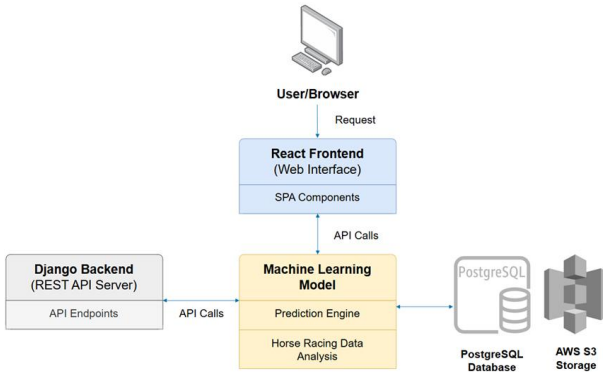 User/Browser
Request
React Frontend
(Web Interface)
SPA Components
API Calls
Django Backend
(REST API Server)
API Endpoints
API Calls
Machine Learning
Model
Prediction Engine
Horse Racing Data
Analysis
PostgreSQL
PostgreSQL
Database
AWS S3
Storage